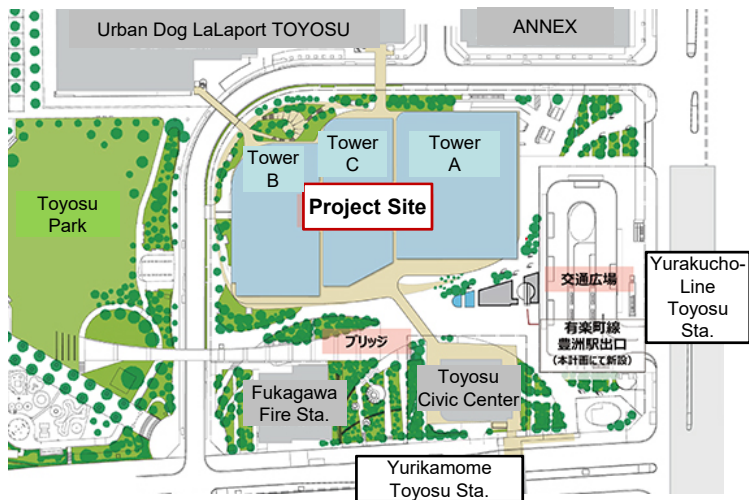 Urban Dog LaLaport TOYOSU
ANNEX
Tower
B
Tower
C
Tower
A
Project Site
Toyosu
Park
交通広場
Yurakucho-
Line
Toyosu
Sta.
有楽町線
豊洲駅出口
(本計画にて新設)
ブリッジ
Fukagawa
Fire Sta.
Toyosu
Civic Center
Yurikamome
Toyosu Sta.